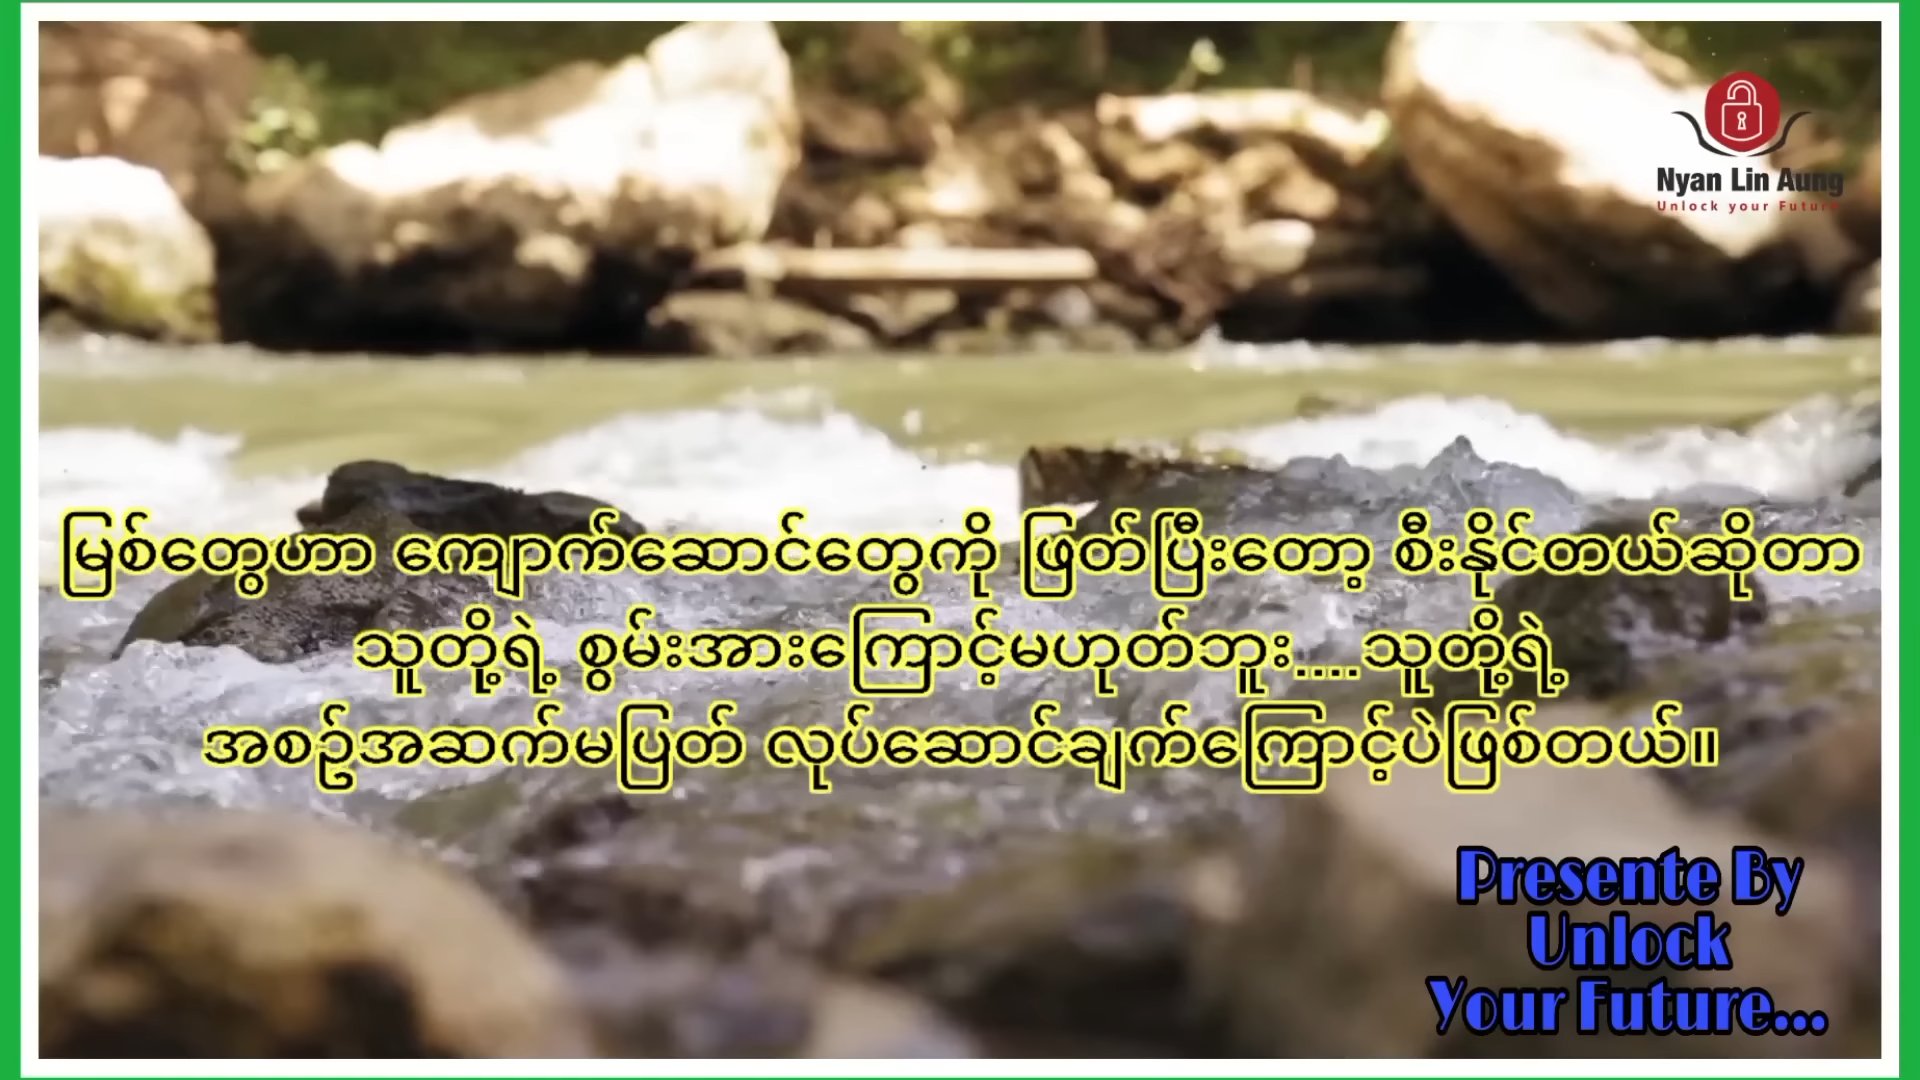 Nyan Lin Aung
Unlock your Future
မြစ်တွေဟာ ကျောက်ဆောင်တွေကို ဖြတ်ပြီးတော့ စီးနိုင်တယ်ဆိုတာ
သူတို့ရဲ့ စွမ်းအားကြောင့်မဟုတ်ဘူး....သူတို့ရဲ့
အစဥ်အဆက်မပြတ် လုပ်ဆောင်ချက်ကြောင့်ပဲဖြစ်တယ်။
Presente By
Unlock
Your Future...